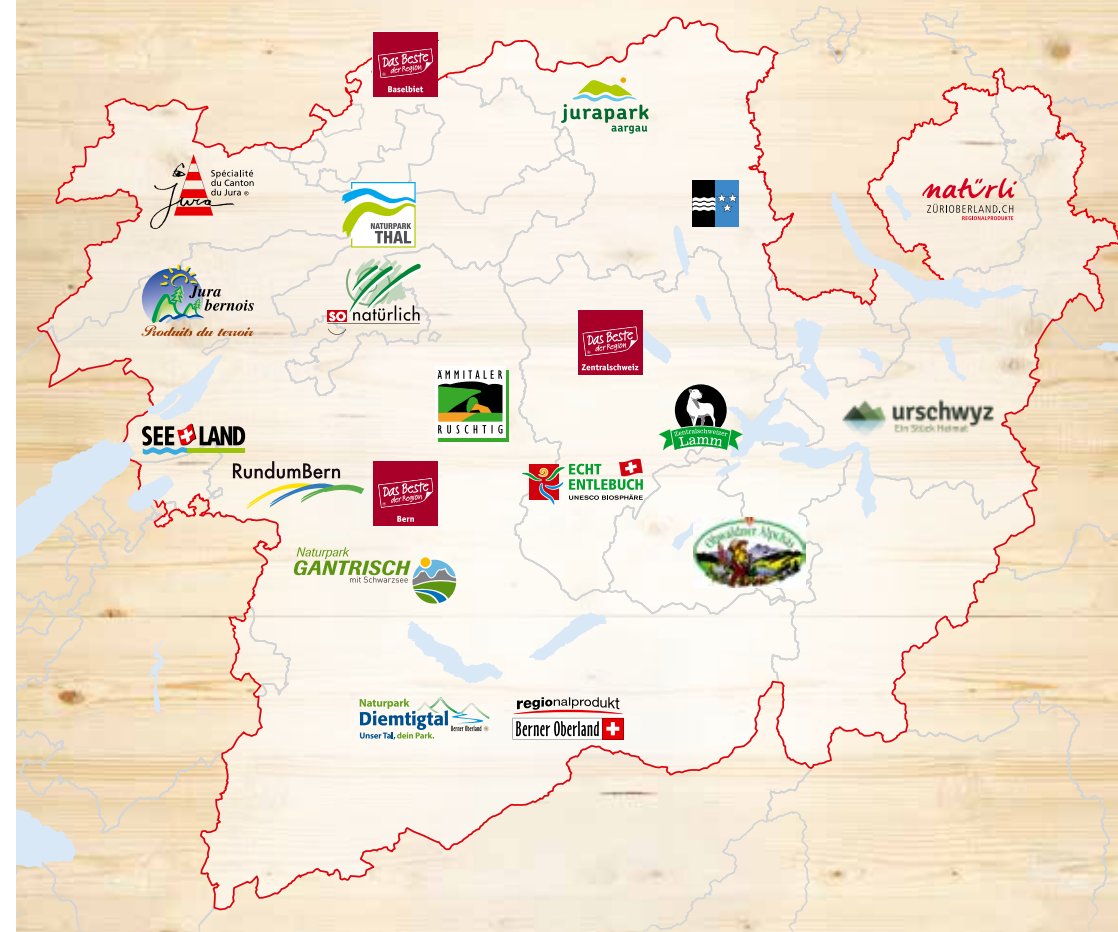 Das Beste
der Region
Baselbiet
jurapark
aargau
Spécialité
du Canton
du Jura ®
Jura
NATURPARK
THAL
natürli
ZÜRIOBERLAND.CH
REGIONALPRODUKTE
Jura
bernois
Produits du terroir
so natürlich
Das Beste
der Region
Zentralschweiz
ÄMMITALER
RUSCHTIG
Zentralschweizer
Lamm
urschwyz
Ein Stück Heimat
SEELAND
RundumBern
Das Beste
der Region
Bern
ECHT
ENTLEBUCH
UNESCO BIOSPHÄRE
Naturpark
GANTRISCH
mit Schwarzsee
Obwaldner Alpchäs
Naturpark
Diemtigtal
Berner Oberland ®
Unser Tal, dein Park.
regionalprodukt
Berner Oberland